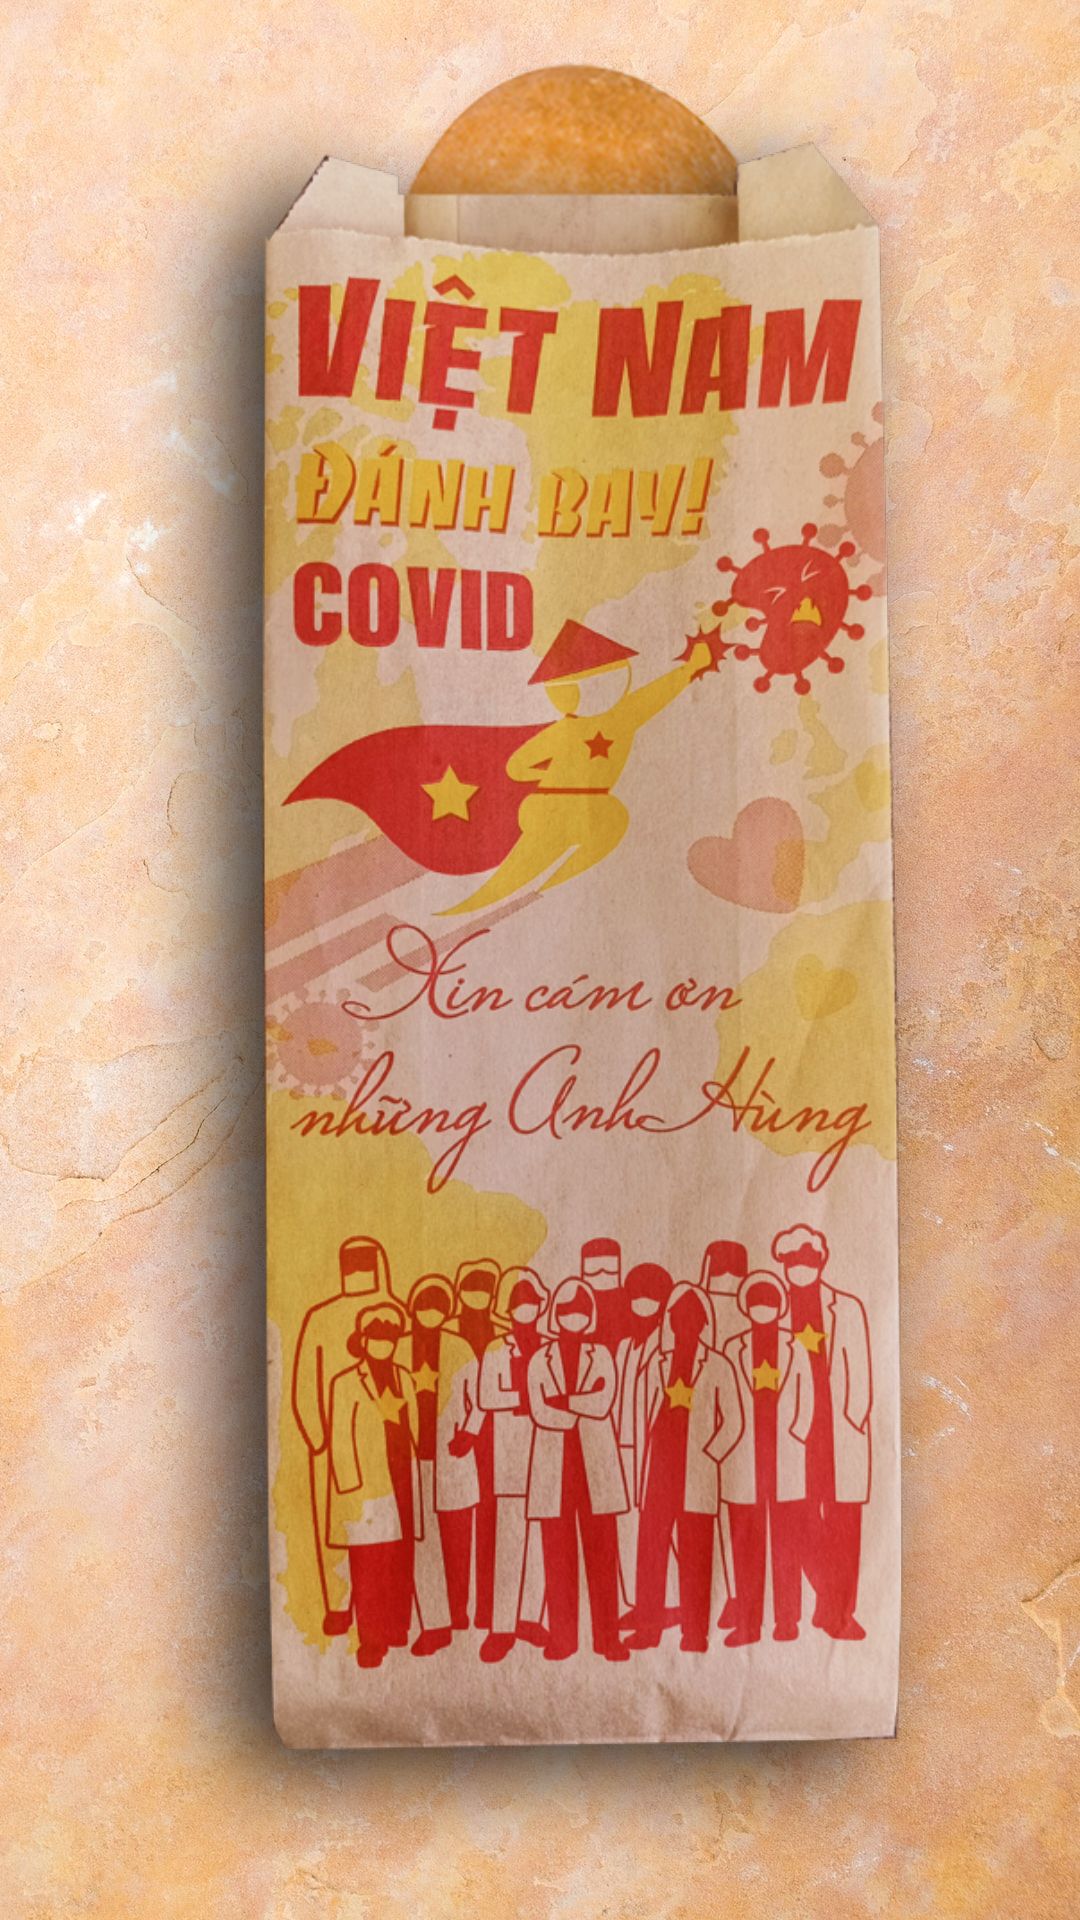 VIỆT NAM
ĐÁNH BAY!
COVID
Xin cám ơn
những Anh Hùng